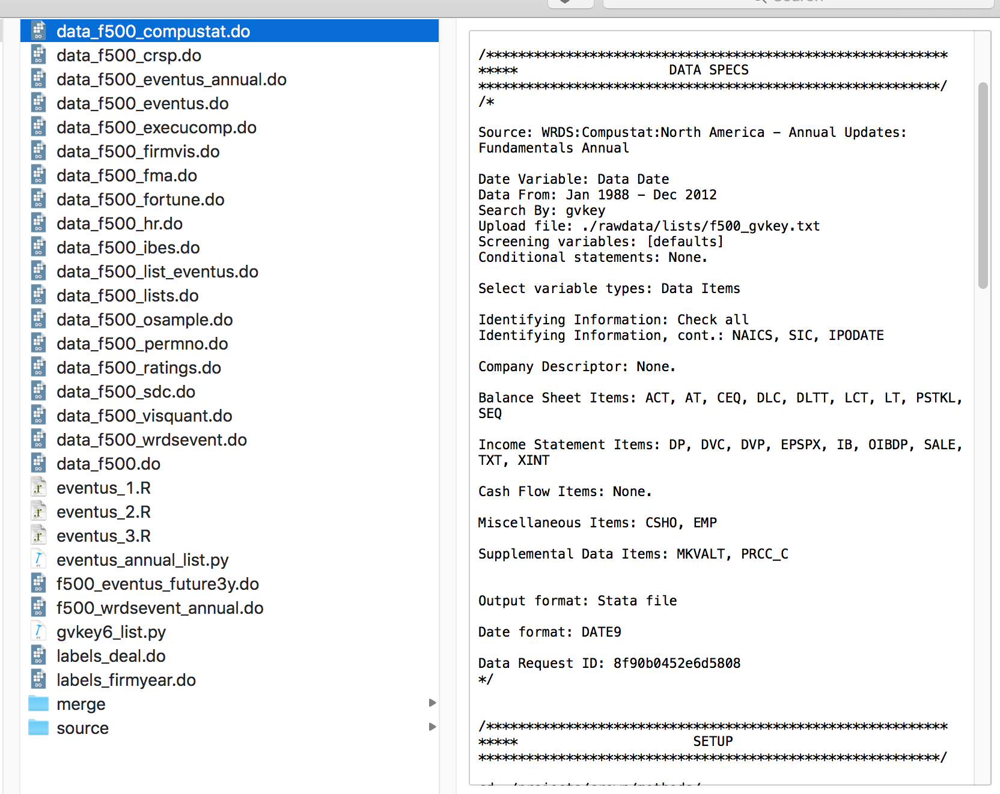 Search
data_f500_compustat.do
data_f500_crsp.do
data_f500_eventus_annual.do
data_f500_eventus.do
data_f500_execucomp.do
data_f500_firmvis.do
data_f500_fma.do
data_f500_fortune.do
data_f500_hr.do
data_f500_ibes.do
data_f500_list_eventus.do
data_f500_lists.do
data_f500_osample.do
data_f500_permno.do
data_f500_ratings.do
data_f500_sdc.do
data_f500_visquant.do
data_f500_wrdsevent.do
data_f500.do
eventus_1.R
eventus_2.R
eventus_3.R
eventus_annual_list.py
f500_eventus_future3y.do
f500_wrdsevent_annual.do
gvkey6_list.py
labels_deal.do
labels_firmyear.do
merge
source
/**********************************************************
***** DATA SPECS
**********************************************************/
/*
Source: WRDS:Compustat:North America - Annual Updates:
Fundamentals Annual
Date Variable: Data Date
Data From: Jan 1988 - Dec 2012
Search By: gvkey
Upload file: ./rawdata/lists/f500_gvkey.txt
Screening variables: [defaults]
Conditional statements: None.
Select variable types: Data Items
Identifying Information: Check all
Identifying Information, cont.: NAICS, SIC, IPODATE
Company Descriptor: None.
Balance Sheet Items: ACT, AT, CEQ, DLC, DLTT, LCT, LT, PSTKL,
SEQ
Income Statement Items: DP, DVC, DVP, EPSPX, IB, OIBDP, SALE,
TXT, XINT
Cash Flow Items: None.
Miscellaneous Items: CSHO, EMP
Supplemental Data Items: MKVALT, PRCC_C
Output format: Stata file
Date format: DATE9
Data Request ID: 8f90b0452e6d5808
*/
/**********************************************************
***** SETUP
**********************************************************/